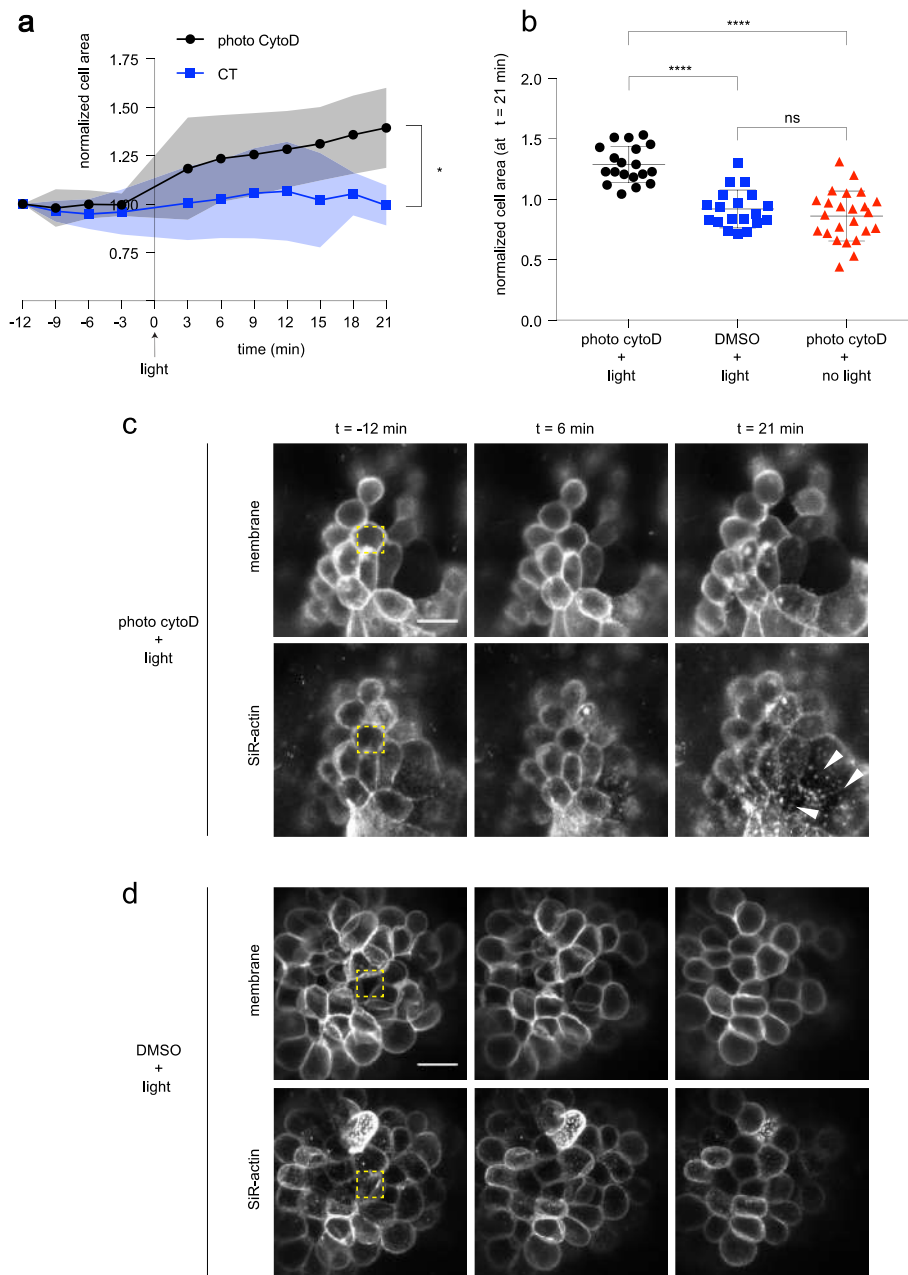 a
normalized cell area
photo CytoD
CT
1.75
1.50
1.25
1.00
0.75
*
-12 -9 -6 -3 0 3 6 9 12 15 18 21
time (min)
light
b
normalized cell area (at t = 21 min)
****
****
ns
2.0
1.5
1.0
0.5
0.0
photo cytoD + light
DMSO + light
photo cytoD + no light
c
t = -12 min t = 6 min t = 21 min
photo cytoD
+
light
membrane
SiR-actin
d
DMSO
+
light
membrane
SiR-actin